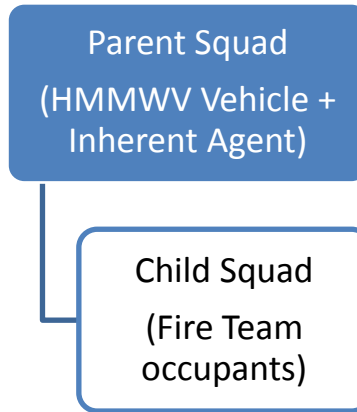 Parent Squad
(HMMWV Vehicle +
Inherent Agent)
Child Squad
(Fire Team
occupants)